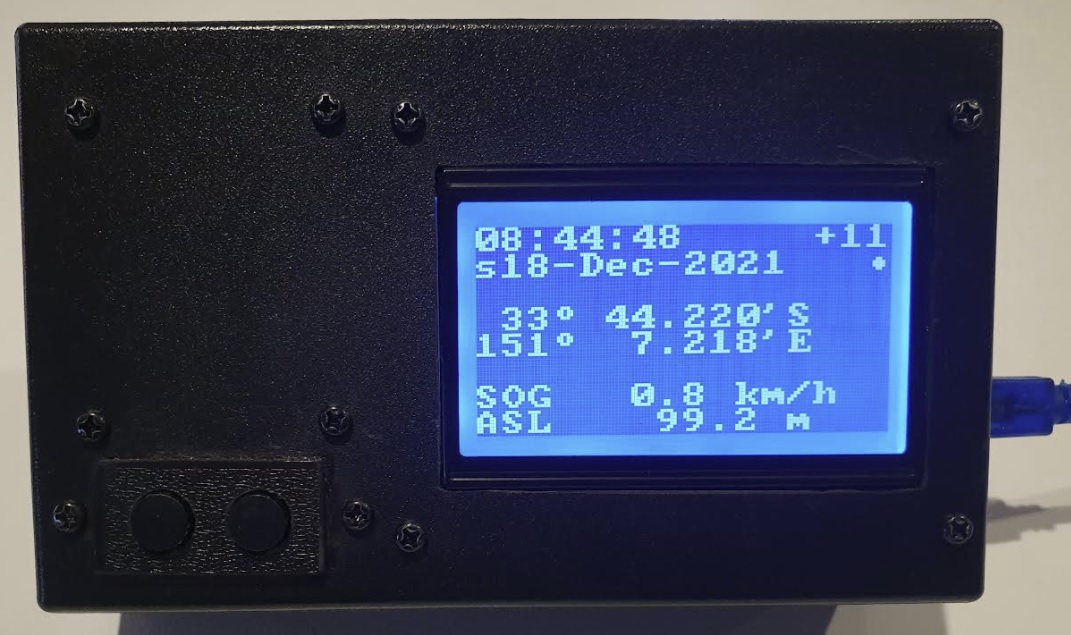 08:44:48 +11
s18-Dec-2021 •
33° 44.220' S
151° 7.218' E
SOG 0.8 km/h
ASL 99.2 m